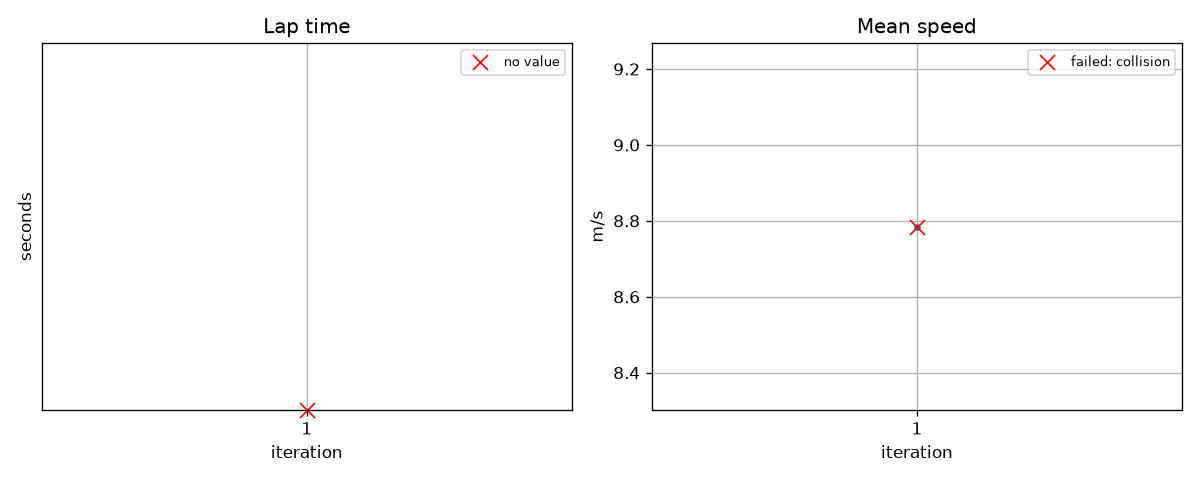 Lap time
no value
seconds
1
iteration
Mean speed
failed: collision
9.2
9.0
8.8
8.6
8.4
m/s
1
iteration